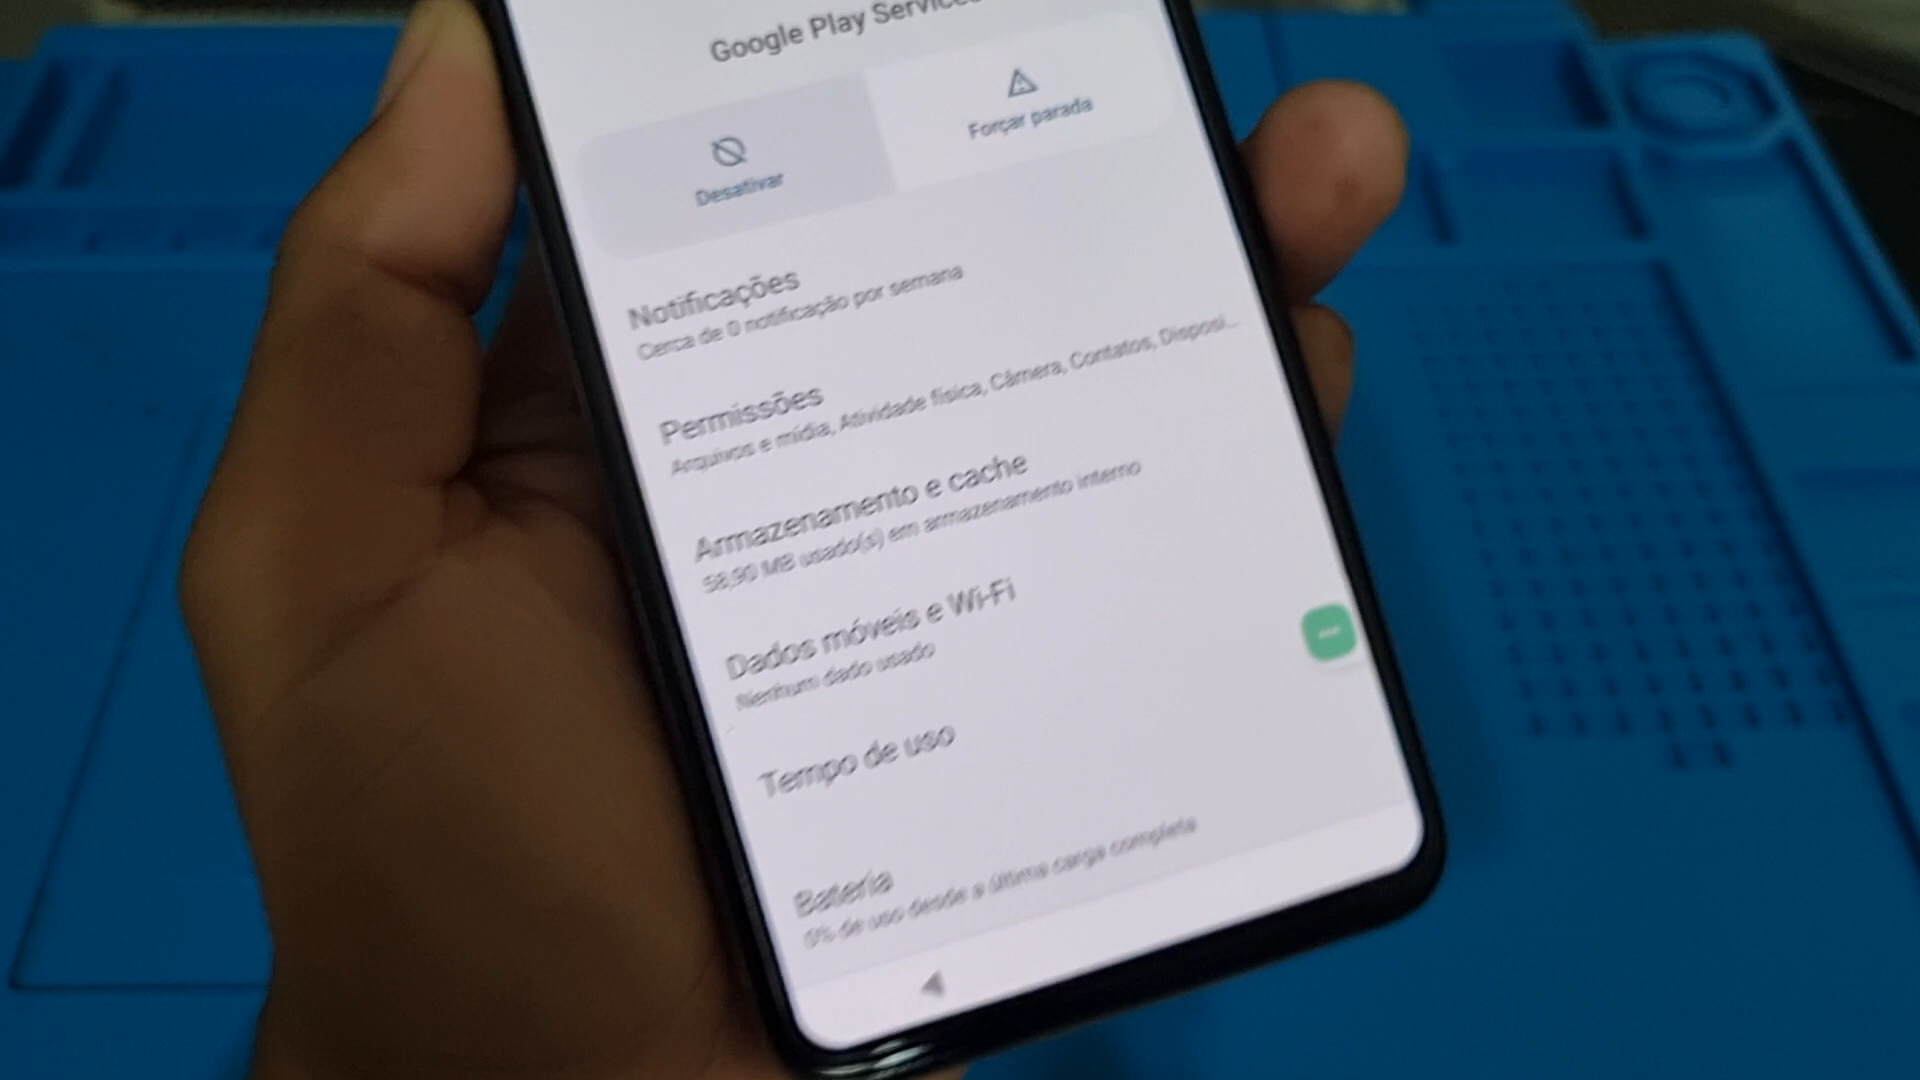 Google Play Services
Desativar
Forçar parada
Notificações
Cerca de 0 notificação por semana
Permissões
Arquivos e mídia, Atividade física, Câmera, Contatos, Disposi...
Armazenamento e cache
58,90 MB usado(s) em armazenamento interno
Dados móveis e Wi-Fi
Nenhum dado usado
Tempo de uso
Bateria
0% de uso desde a última carga completa